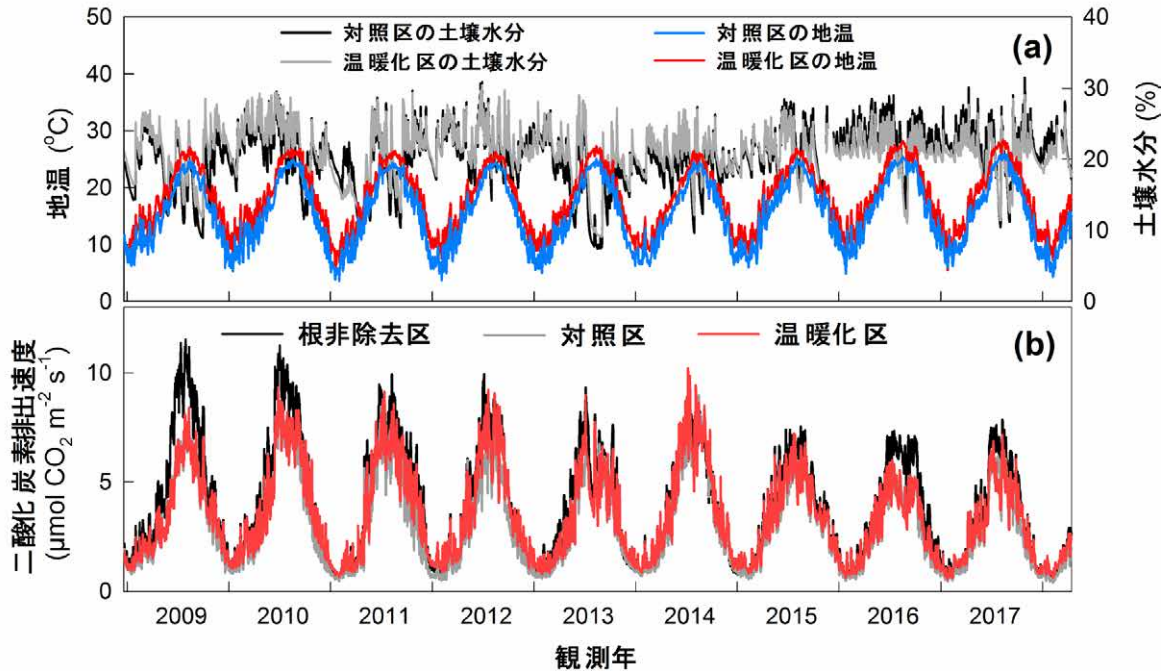 対照区の土壌水分
対照区の地温
温暖化区の土壌水分
温暖化区の地温
(a)
地温 (°C)
50
40
30
20
10
0
土壌水分 (%)
40
30
20
10
0
根非除去区
対照区
温暖化区
(b)
二酸化炭素排出速度
(μmol CO₂ m⁻² s⁻¹)
10
5
0
2009 2010 2011 2012 2013 2014 2015 2016 2017
観測年